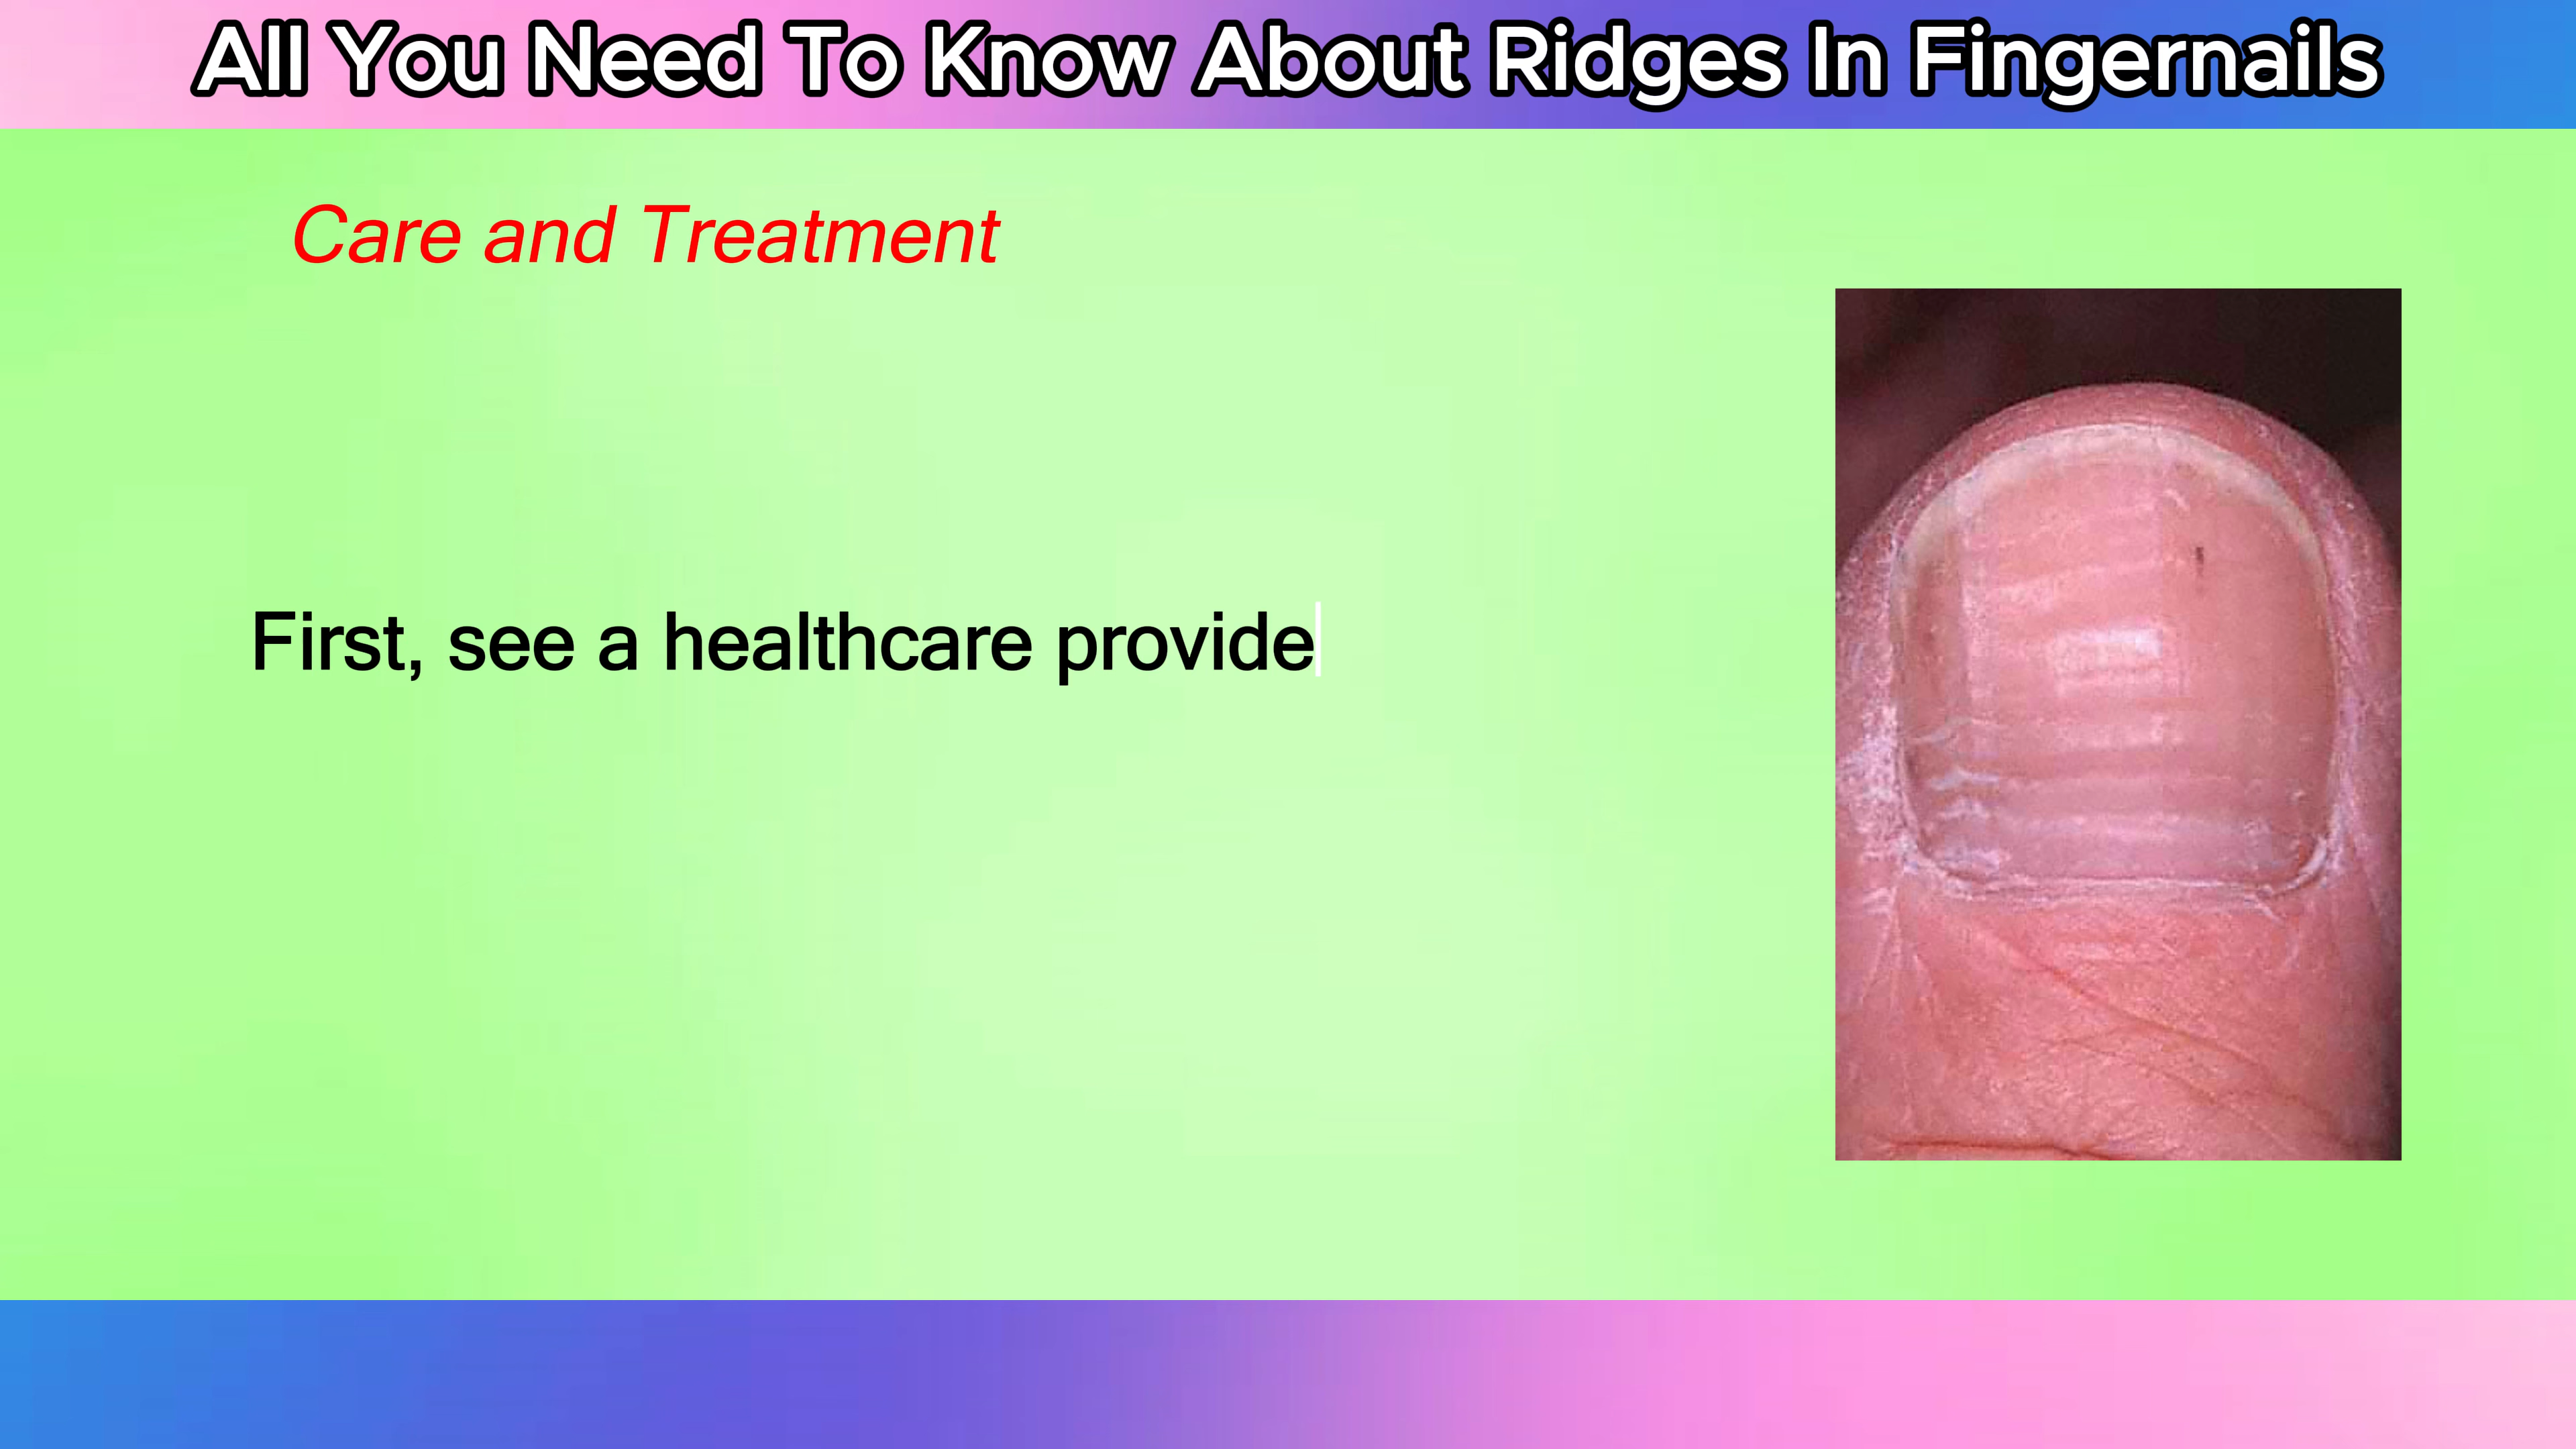 All You Need To Know About Ridges In Fingernails
Care and Treatment
First, see a healthcare provide